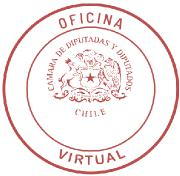 OFICINA
CÁMARA DE DIPUTADAS Y DIPUTADOS
CHILE
VIRTUAL